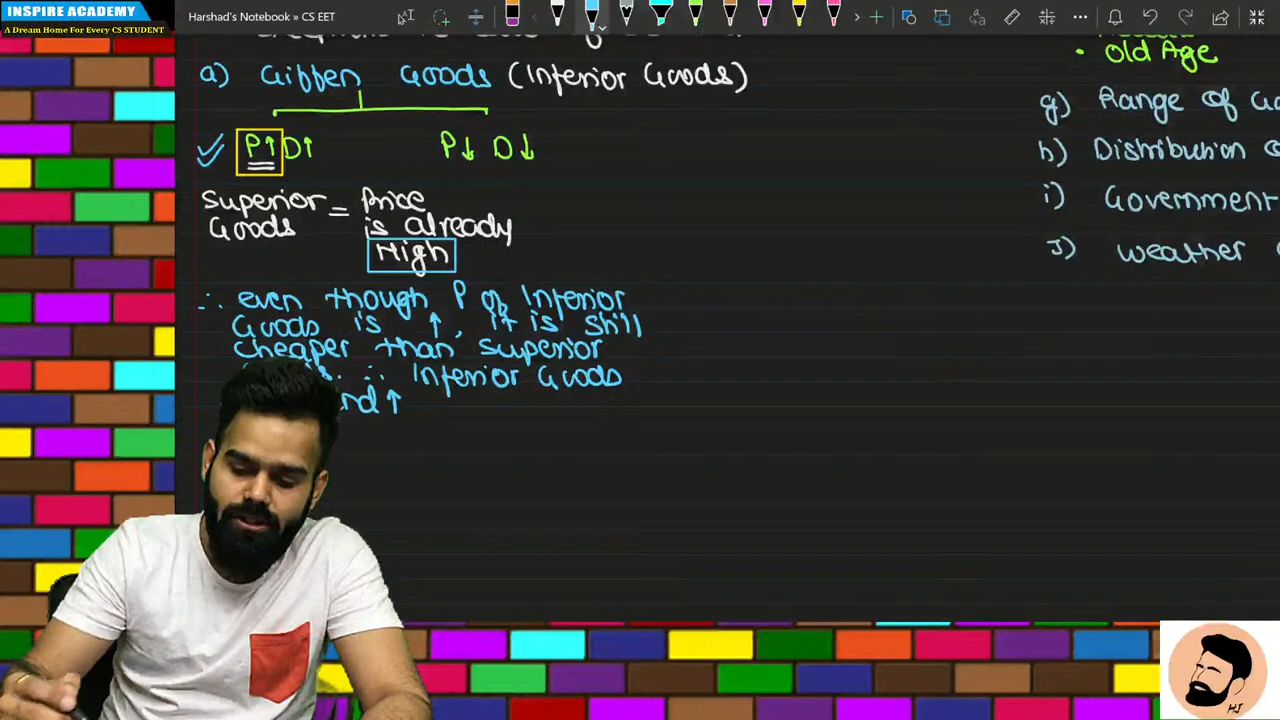 INSPIRE ACADEMY
A Dream Home For Every CS STUDENT
Harshad's Notebook » CS EET
a) Giffen Goods (Inferior Goods)
P↑ D↑ P↓ D↓
Superior Goods = Price is already High
∴ even though P of Inferior
Goods is ↑, it is still
cheaper than superior
∴ Inferior Goods
↑
• Old Age
g) Range of
h) Distribution
i) Government
J) Weather
HJ